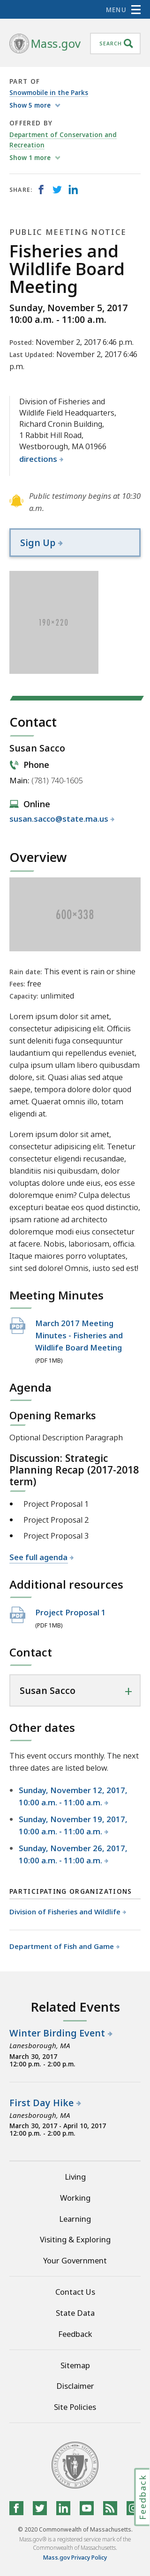 MENU
Mass.gov
SEARCH
PART OF
Snowmobile in the Parks
Show 5 more
OFFERED BY
Department of Conservation and
Recreation
Show 1 more
SHARE:
PUBLIC MEETING NOTICE
Fisheries and
Wildlife Board
Meeting
Sunday, November 5, 2017
10:00 a.m. - 11:00 a.m.
Posted: November 2, 2017 6:46 p.m.
Last Updated: November 2, 2017 6:46
p.m.
Division of Fisheries and
Wildlife Field Headquarters,
Richard Cronin Building,
1 Rabbit Hill Road,
Westborough, MA 01966
directions
Public testimony begins at 10:30
a.m.
Sign Up
190×220
Contact
Susan Sacco
Phone
Main: (781) 740-1605
Online
susan.sacco@state.ma.us
Overview
600×338
Rain date: This event is rain or shine
Fees: free
Capacity: unlimited
Lorem ipsum dolor sit amet,
consectetur adipisicing elit. Officiis
sunt deserunt, omnis soluta
sequi fuga consequuntur
laudantium qui repellendus eveniet,
culpa ipsum ullam libero quibusdam
dolore, sit. Quasi alias sed atque
saepe, cum ab in dolores quidem
amet. Quaerat omnis illo, totam
eligendi at.
Lorem ipsum dolor sit amet,
consectetur adipisicing elit. Tenetur
consectetur eligendi recusandae,
blanditiis nisi quibusdam, dolor
voluptas dolore unde eius, eos esse
doloremque enim? Culpa delectus
excepturi, at ipsa numquam dolore
et facere at. Nobis, laboriosam, officia.
Et itaque maiores porro voluptates,
sint sed dolore! Omnis, iusto sed est!
Meeting Minutes
PDF
March 2017 Meeting
Minutes - Fisheries and
Wildlife Board Meeting
(PDF 1MB)
Agenda
Opening Remarks
Optional Description Paragraph
Discussion: Strategic
Planning Recap (2017-2018
term)
• Project Proposal 1
• Project Proposal 2
• Project Proposal 3
See full agenda
Additional resources
PDF
Project Proposal 1
(PDF 1MB)
Contact
Susan Sacco +
Other dates
This event occurs monthly. The next
three dates are listed below.
• Sunday, November 12, 2017,
10:00 a.m. - 11:00 a.m.
• Sunday, November 19, 2017,
10:00 a.m. - 11:00 a.m.
• Sunday, November 26, 2017,
10:00 a.m. - 11:00 a.m.
PARTICIPATING ORGANIZATIONS
Division of Fisheries and Wildlife
Department of Fish and Game
Related Events
Winter Birding Event
Lanesborough, MA
March 30, 2017
12:00 p.m. - 2:00 p.m.
First Day Hike
Lanesborough, MA
March 30, 2017 - April 10, 2017
12:00 p.m. - 2:00 p.m.
Living
Working
Learning
Visiting & Exploring
Your Government
Contact Us
State Data
Feedback
Sitemap
Disclaimer
Site Policies
Feedback
© 2020 Commonwealth of Massachusetts.
Mass.gov® is a registered service mark of the
Commonwealth of Massachusetts.
Mass.gov Privacy Policy